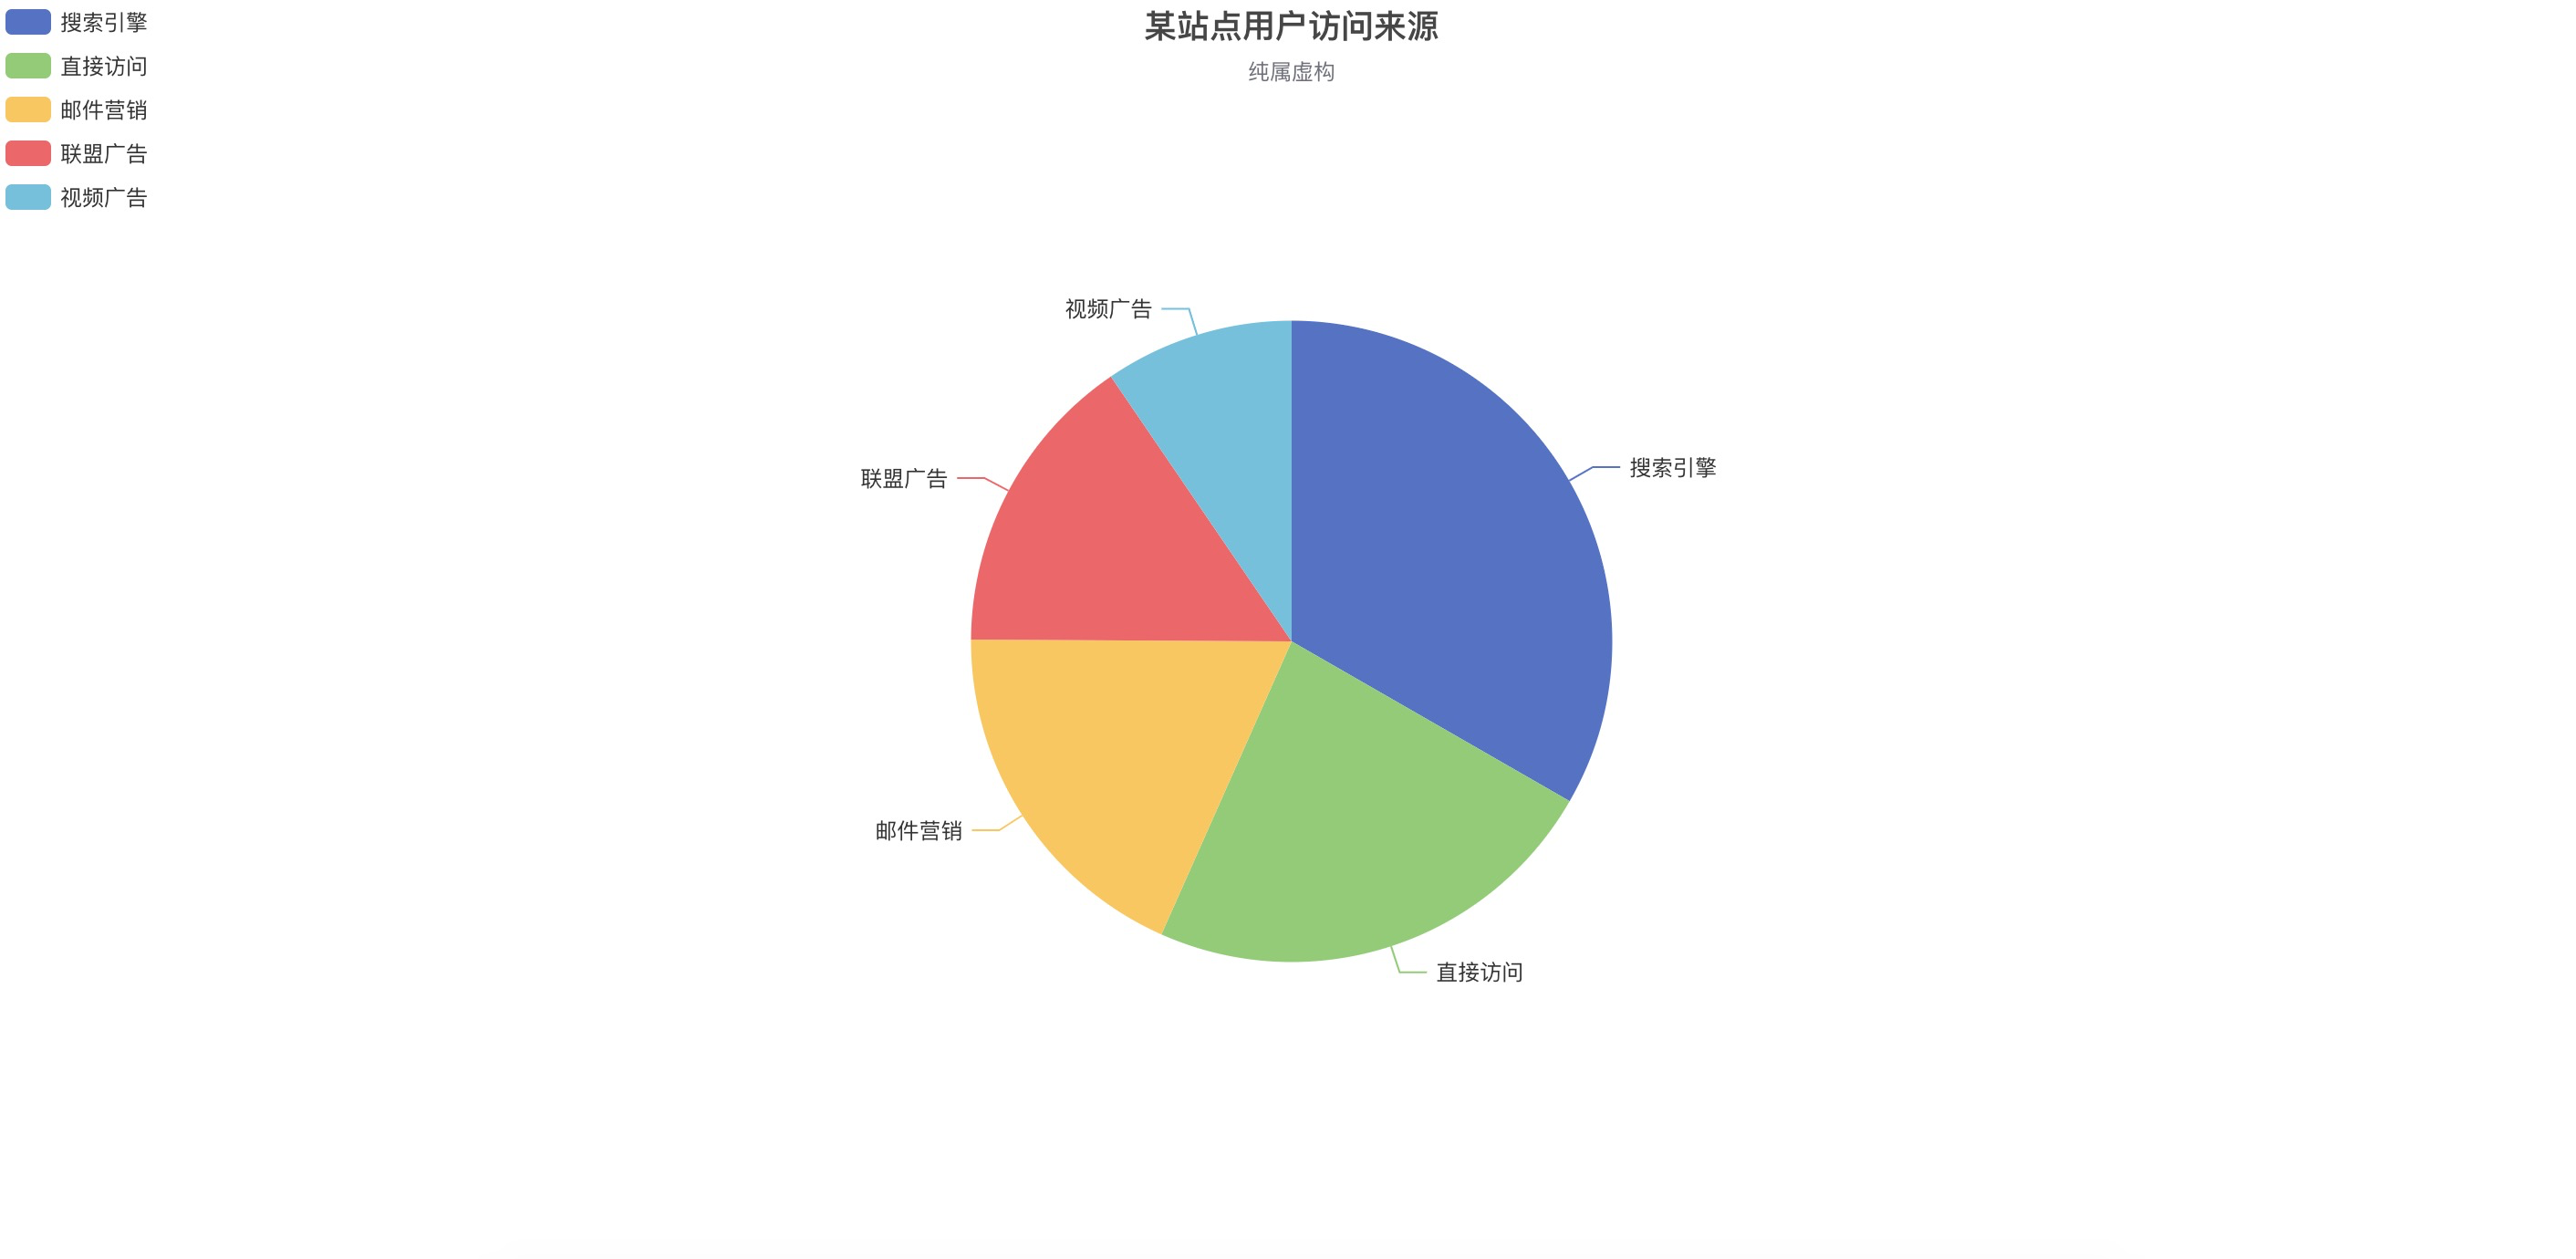 搜索引擎
直接访问
邮件营销
联盟广告
视频广告
某站点用户访问来源
纯属虚构
视频广告
搜索引擎
联盟广告
邮件营销
直接访问